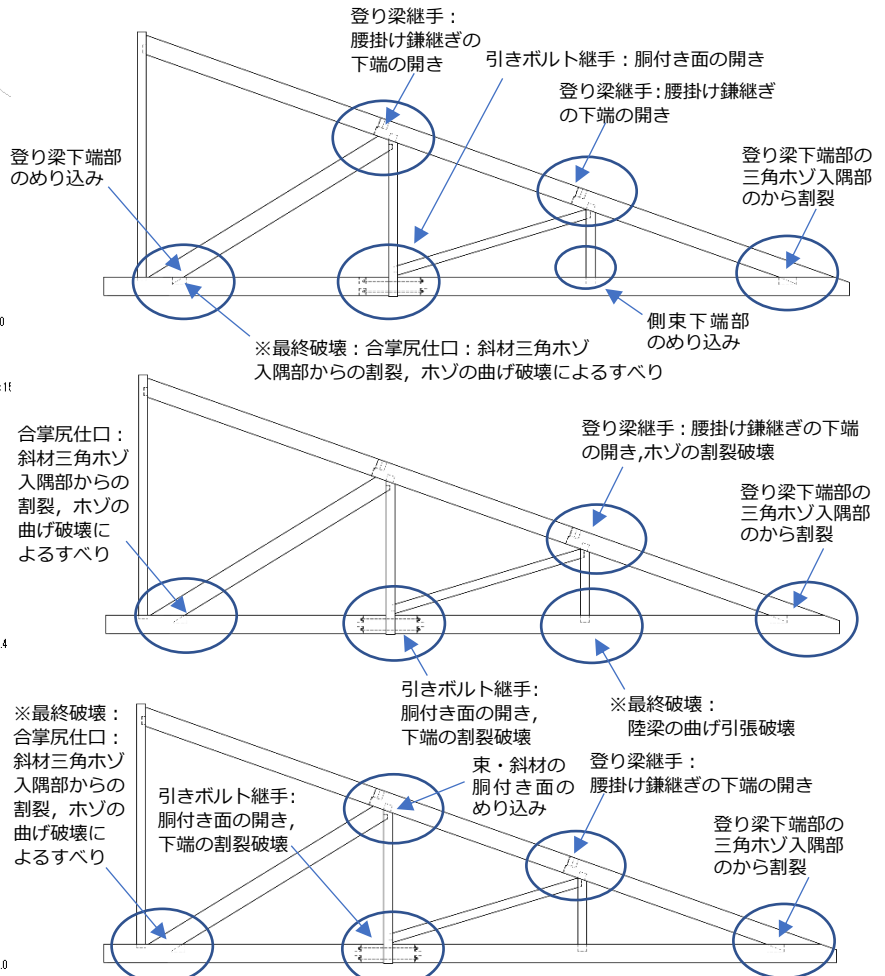 登り梁継手：
腰掛け鎌継ぎの
下端の開き
引きボルト継手：胴付き面の開き
登り梁継手：腰掛け鎌継ぎ
の下端の開き
登り梁下端部
のめり込み
登り梁下端部の
三角ホゾ入隅部
のから割裂
側束下端部
のめり込み
※最終破壊：合掌尻仕口：斜材三角ホゾ
入隅部からの割裂，ホゾの曲げ破壊によるすべり
0
合掌尻仕口：
斜材三角ホゾ
入隅部からの
割裂，ホゾの
曲げ破壊に
よるすべり
登り梁継手：腰掛け鎌継ぎの下端
の開き,ホゾの割裂破壊
登り梁下端部の
三角ホゾ入隅部
のから割裂
引きボルト継手：
胴付き面の開き，
下端の割裂破壊
※最終破壊：
陸梁の曲げ引張破壊
.4
※最終破壊：
合掌尻仕口：
斜材三角ホゾ
入隅部からの
割裂，ホゾの
曲げ破壊に
よるすべり
引きボルト継手：
胴付き面の開き，
下端の割裂破壊
束・斜材の
胴付き面の
めり込み
登り梁継手：
腰掛け鎌継ぎの下端の開き
登り梁下端部の
三角ホゾ入隅部
のから割裂
.0